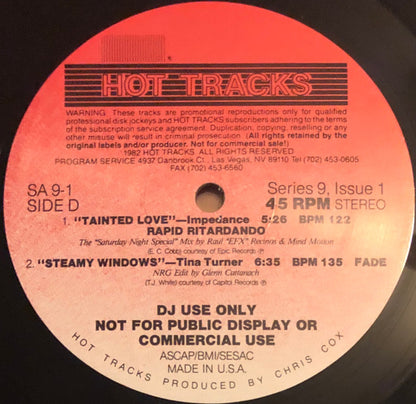 HOT TRACKS
WARNING: These tracks are promotional reproductions only for qualified
professional disk jockeys and HOT TRACKS subscribers adhering to the terms
of the subscription service agreement. Duplication, copying, reselling or any
other misuse will result in criminal prosecution. (All rights retained by the
original labels and/or producer. Not for commercial sale!)
1982 HOT TRACKS. ALL RIGHTS RESERVED
PROGRAM SERVICE 4937 Danbrook Ct., Las Vegas, NV 89110 Tel (702) 453-0605
FAX (702) 453-6560
SA 9-1
SIDE D
Series 9, Issue 1
45 RPM STEREO
1. "TAINTED LOVE"—Impedance 5:26 BPM 122
RAPID RITARDANDO
The "Saturday Night Special" Mix by Raul "EFX" Recinos & Mind Motion
(E. C. Cobb) courtesy of Epic Records ℗
2. "STEAMY WINDOWS"—Tina Turner 6:35 BPM 135 FADE
NRG Edit by Glenn Cattanach
(T.J. White) courtesy of Capitol Records ℗
DJ USE ONLY
NOT FOR PUBLIC DISPLAY OR
COMMERCIAL USE
ASCAP/BMI/SESAC
MADE IN U.S.A.
HOT TRACKS PRODUCED BY CHRIS COX